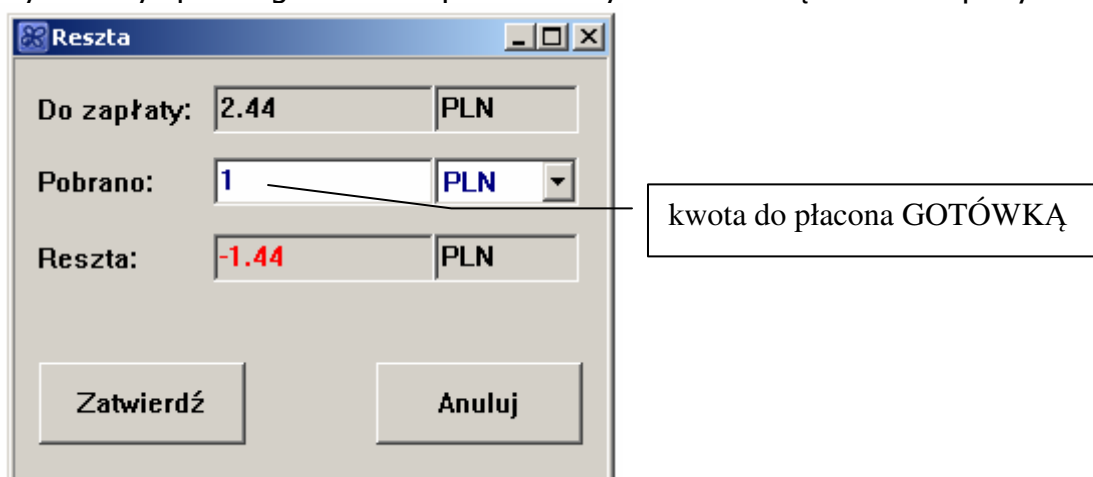 Reszta
Do zapłaty: 2.44 PLN
Pobrano: 1 PLN
kwota do płacona GOTÓWKĄ
Reszta: -1.44 PLN
Zatwierdź Anuluj